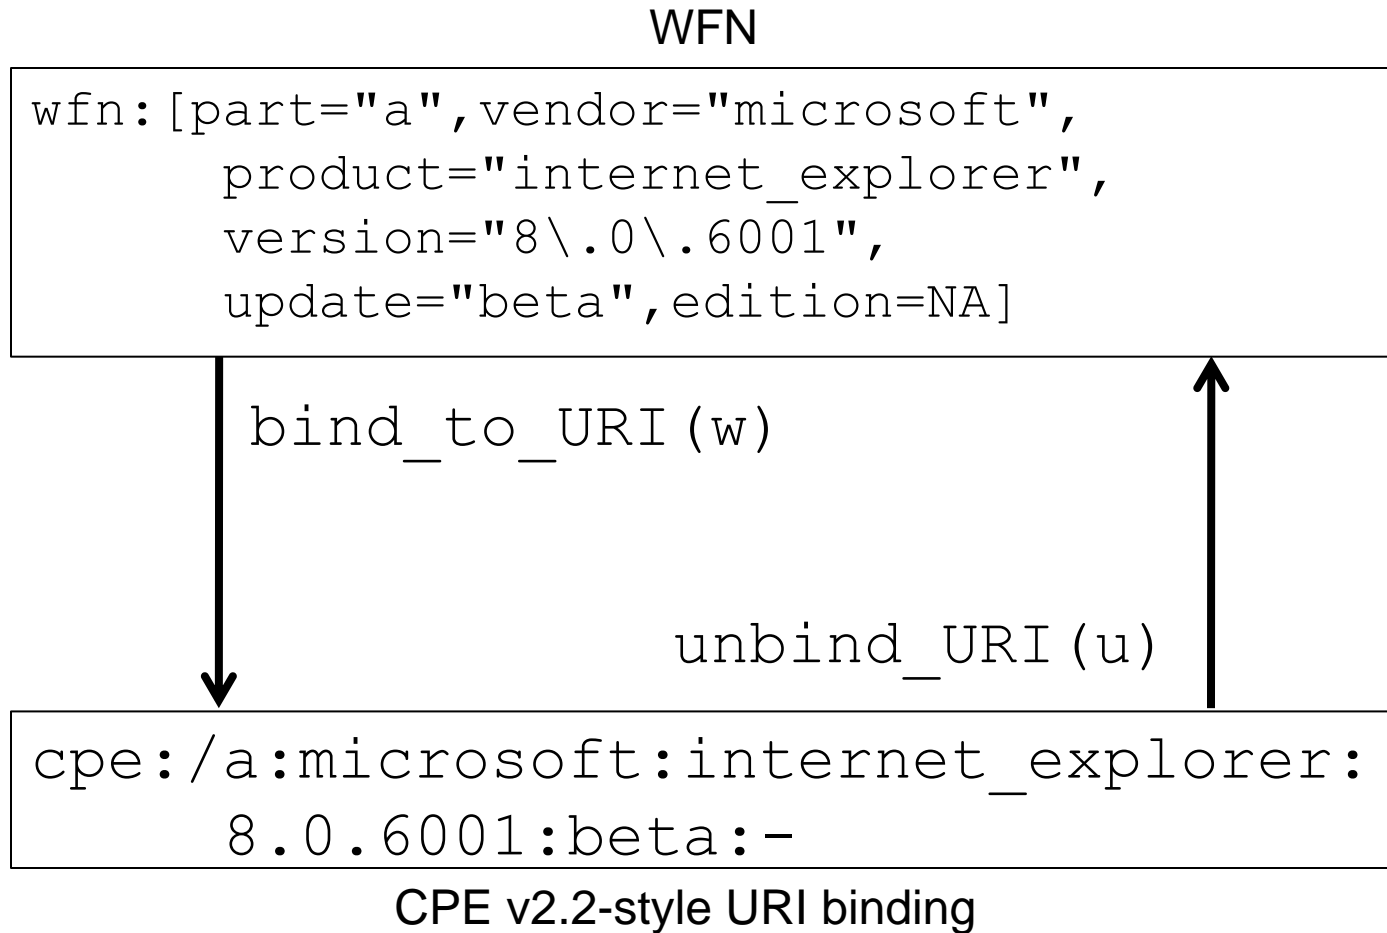 WFN
wfn:[part="a",vendor="microsoft",
product="internet_explorer",
version="8\.0\.6001",
update="beta",edition=NA]
bind_to_URI(w)
unbind_URI(u)
cpe:/a:microsoft:internet_explorer:
8.0.6001:beta:-
CPE v2.2-style URI binding